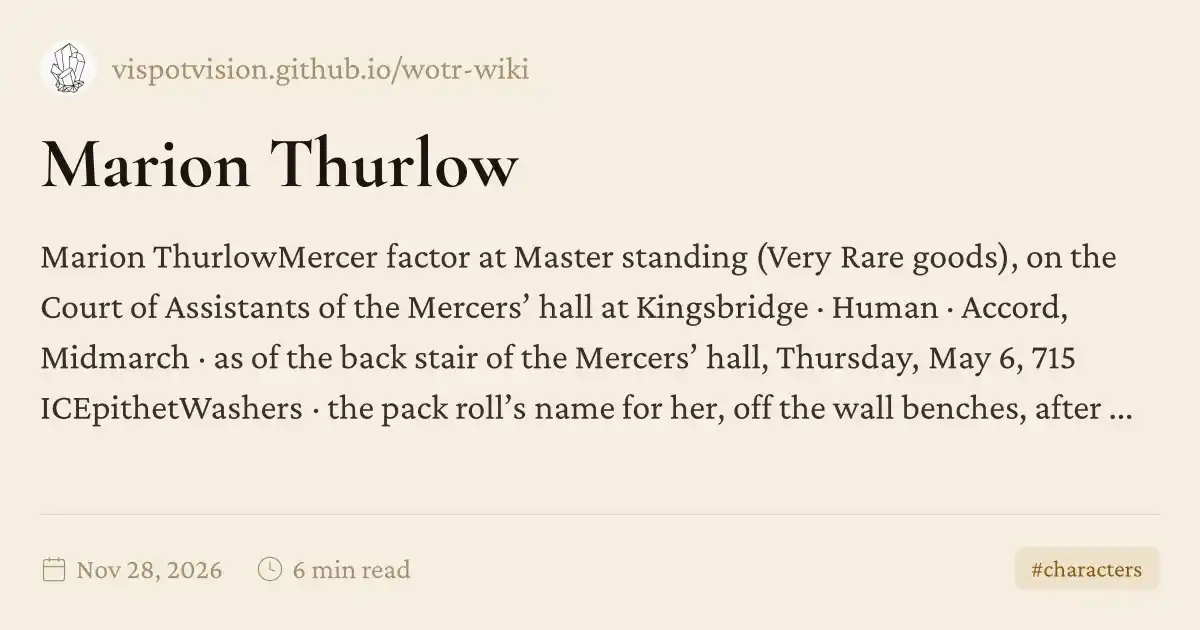 vispotvision.github.io/wotr-wiki
Marion Thurlow
Marion ThurlowMercer factor at Master standing (Very Rare goods), on the
Court of Assistants of the Mercers’ hall at Kingsbridge · Human · Accord,
Midmarch · as of the back stair of the Mercers’ hall, Thursday, May 6, 715
ICEpithetWashers · the pack roll’s name for her, off the wall benches, after ...
Nov 28, 2026
6 min read
#characters